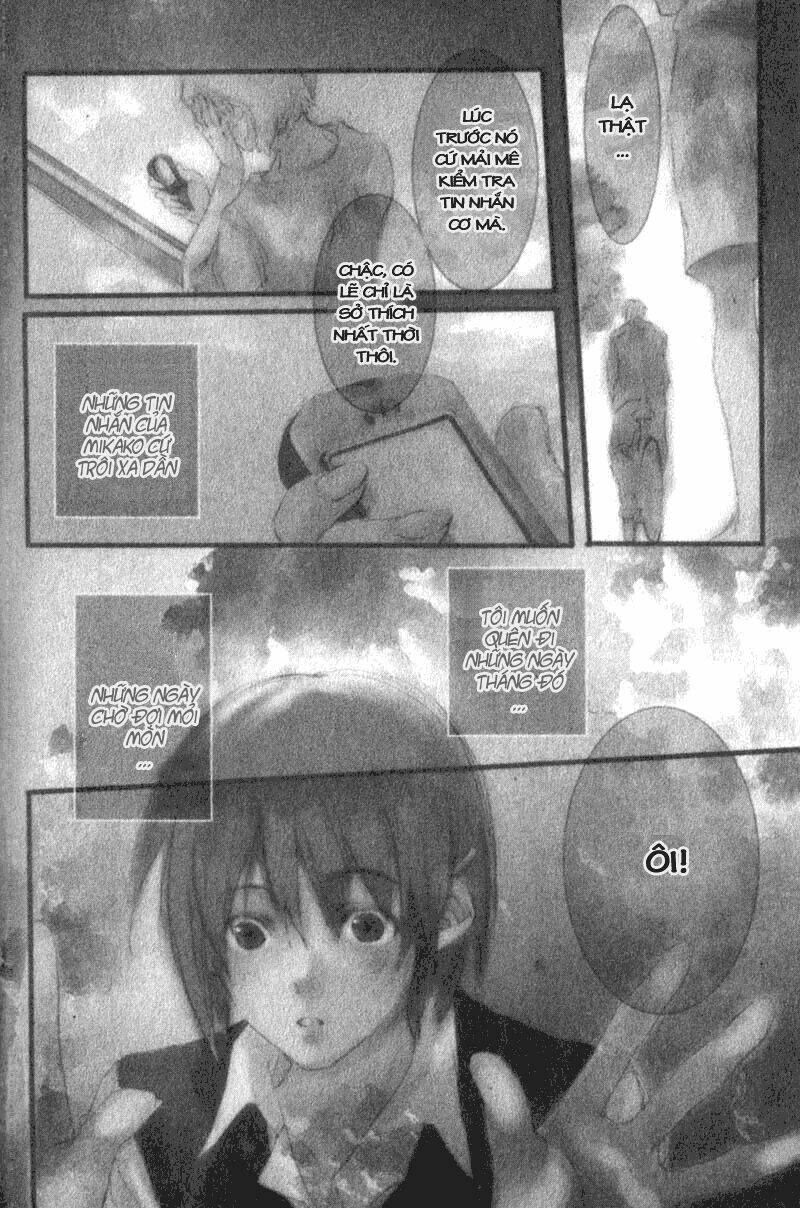 LẠ
THẬT
...
LÚC
TRƯỚC NÓ
CỨ MẢI MÊ
KIỂM TRA
TIN NHẮN
CƠ MÀ.
CHẬC, CÓ
LẼ CHỈ LÀ
SỞ THÍCH
NHẤT THỜI
THÔI.
NHỮNG TIN
NHẮN CỦA
MIKAKO CỨ
TRÔI XA DẦN
TÔI MUỐN
QUÊN ĐI
NHỮNG NGÀY
THÁNG ĐÓ
...
NHỮNG NGÀY
CHỜ ĐỢI MỎI
MÒN
...
ÔI!